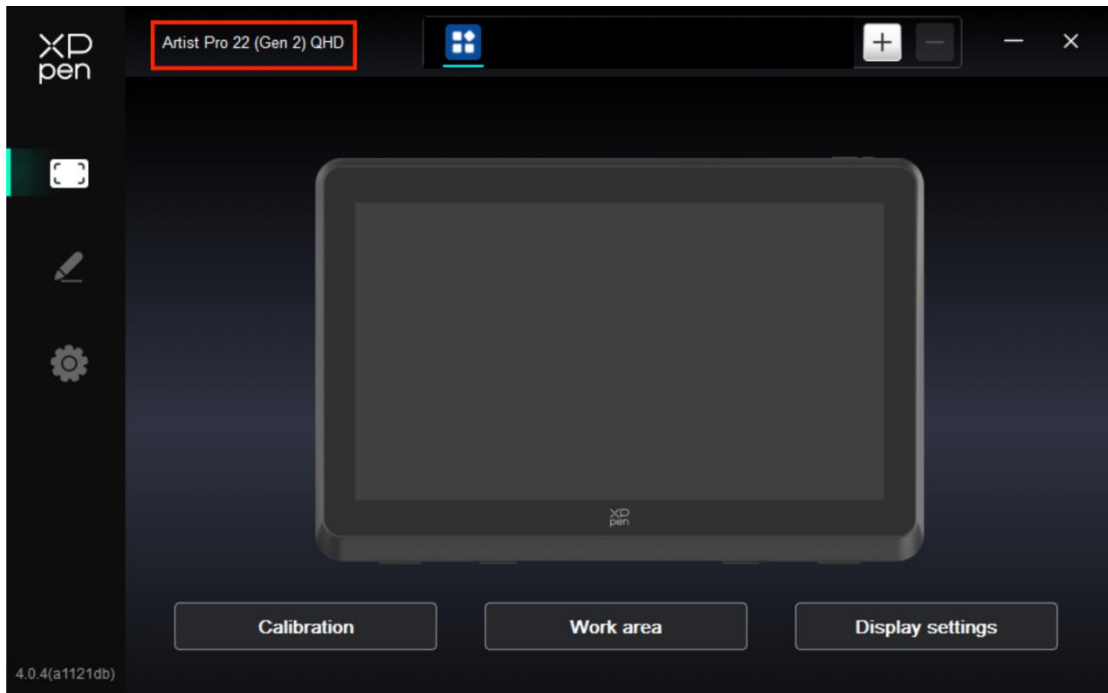 XP
pen
Artist Pro 22 (Gen 2) QHD
XP
pen
Calibration
Work area
Display settings
4.0.4(a1121db)